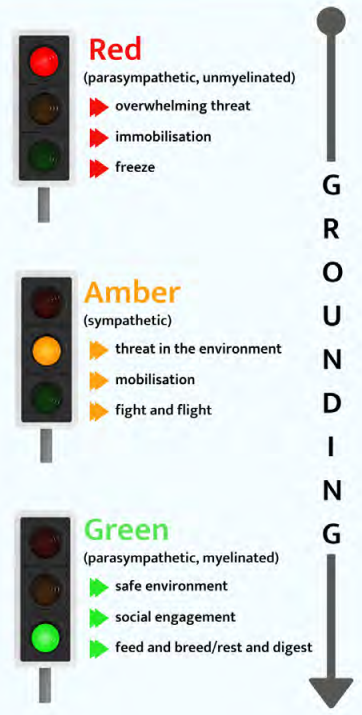 Red
(parasympathetic, unmyelinated)
overwhelming threat
immobilisation
freeze
Amber
(sympathetic)
threat in the environment
mobilisation
fight and flight
Green
(parasympathetic, myelinated)
safe environment
social engagement
feed and breed/rest and digest
GROUNDING